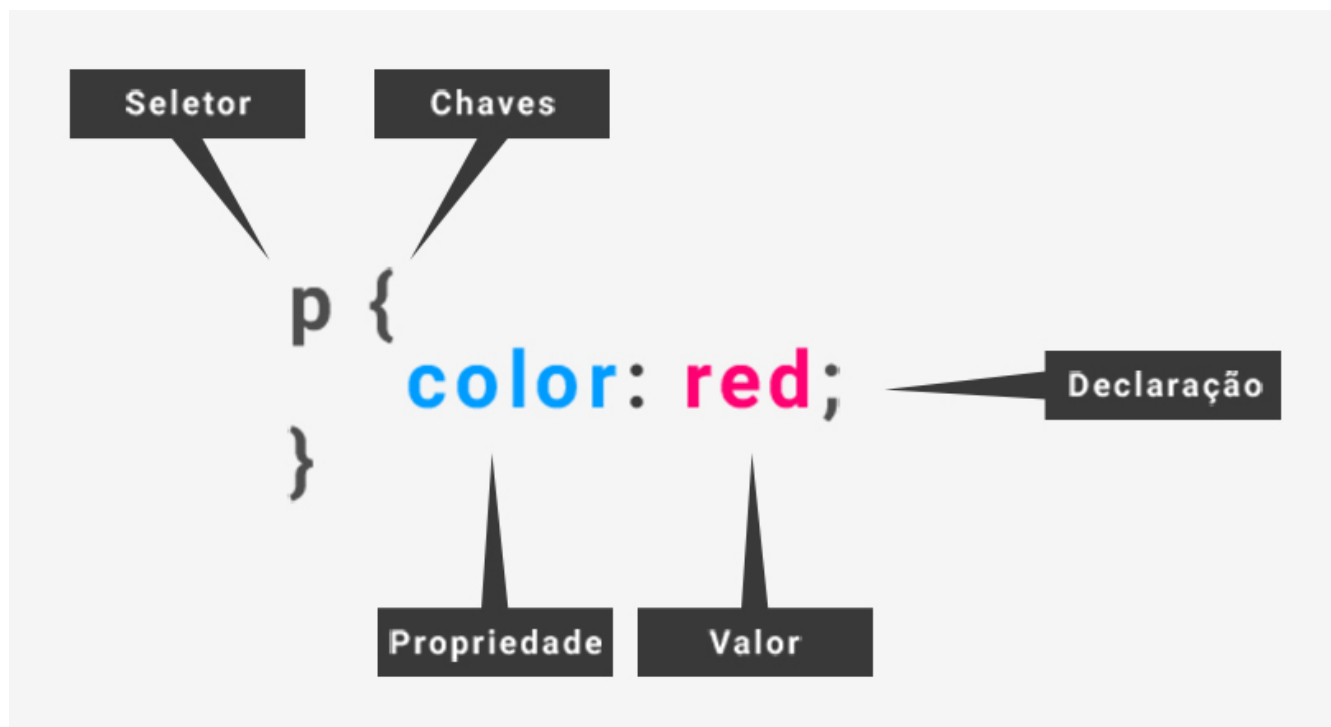 Seletor
Chaves
p {
color: red;
Declaração
}
Propriedade
Valor